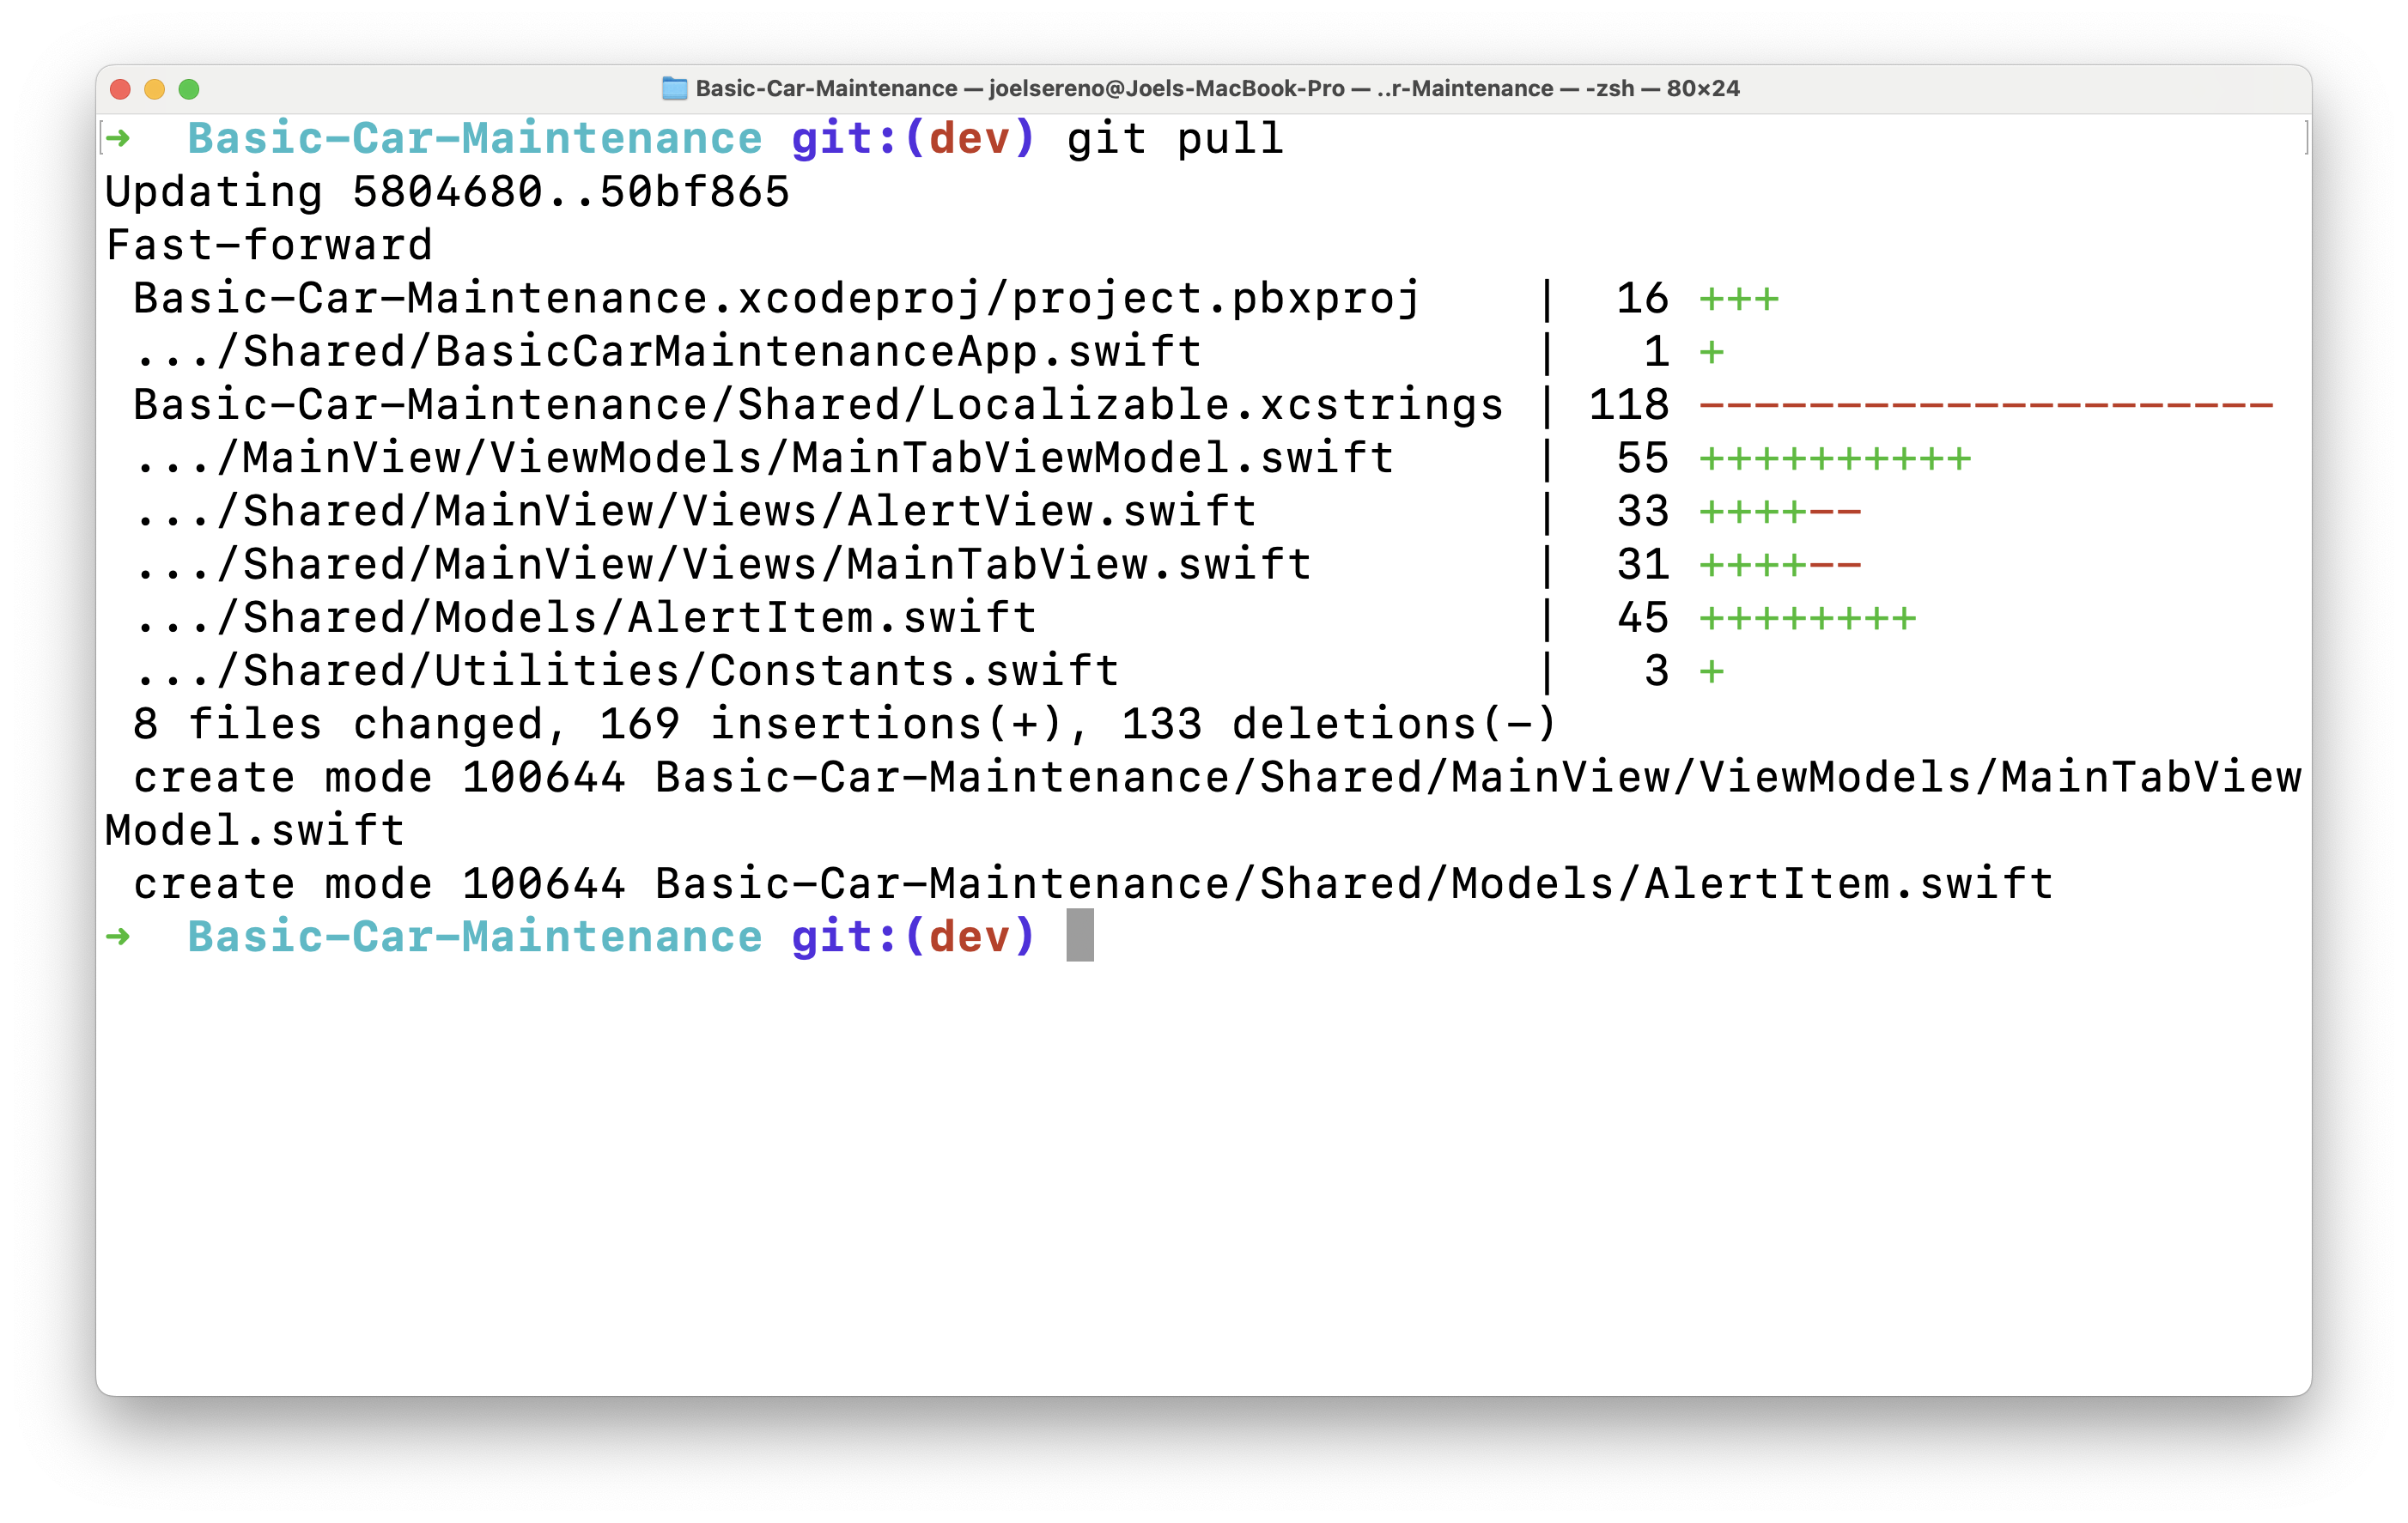 Basic-Car-Maintenance — joelsereno@Joels-MacBook-Pro — ..r-Maintenance — -zsh — 80×24
➜  Basic-Car-Maintenance git:(dev) git pull
Updating 5804680..50bf865
Fast-forward
 Basic-Car-Maintenance.xcodeproj/project.pbxproj    |  16 +++
 .../Shared/BasicCarMaintenanceApp.swift            |   1 +
 Basic-Car-Maintenance/Shared/Localizable.xcstrings | 118 ---------------------
 .../MainView/ViewModels/MainTabViewModel.swift     |  55 ++++++++++
 .../Shared/MainView/Views/AlertView.swift          |  33 ++++--
 .../Shared/MainView/Views/MainTabView.swift        |  31 ++++--
 .../Shared/Models/AlertItem.swift                  |  45 ++++++++
 .../Shared/Utilities/Constants.swift               |   3 +
 8 files changed, 169 insertions(+), 133 deletions(-)
 create mode 100644 Basic-Car-Maintenance/Shared/MainView/ViewModels/MainTabView
Model.swift
 create mode 100644 Basic-Car-Maintenance/Shared/Models/AlertItem.swift
➜  Basic-Car-Maintenance git:(dev)